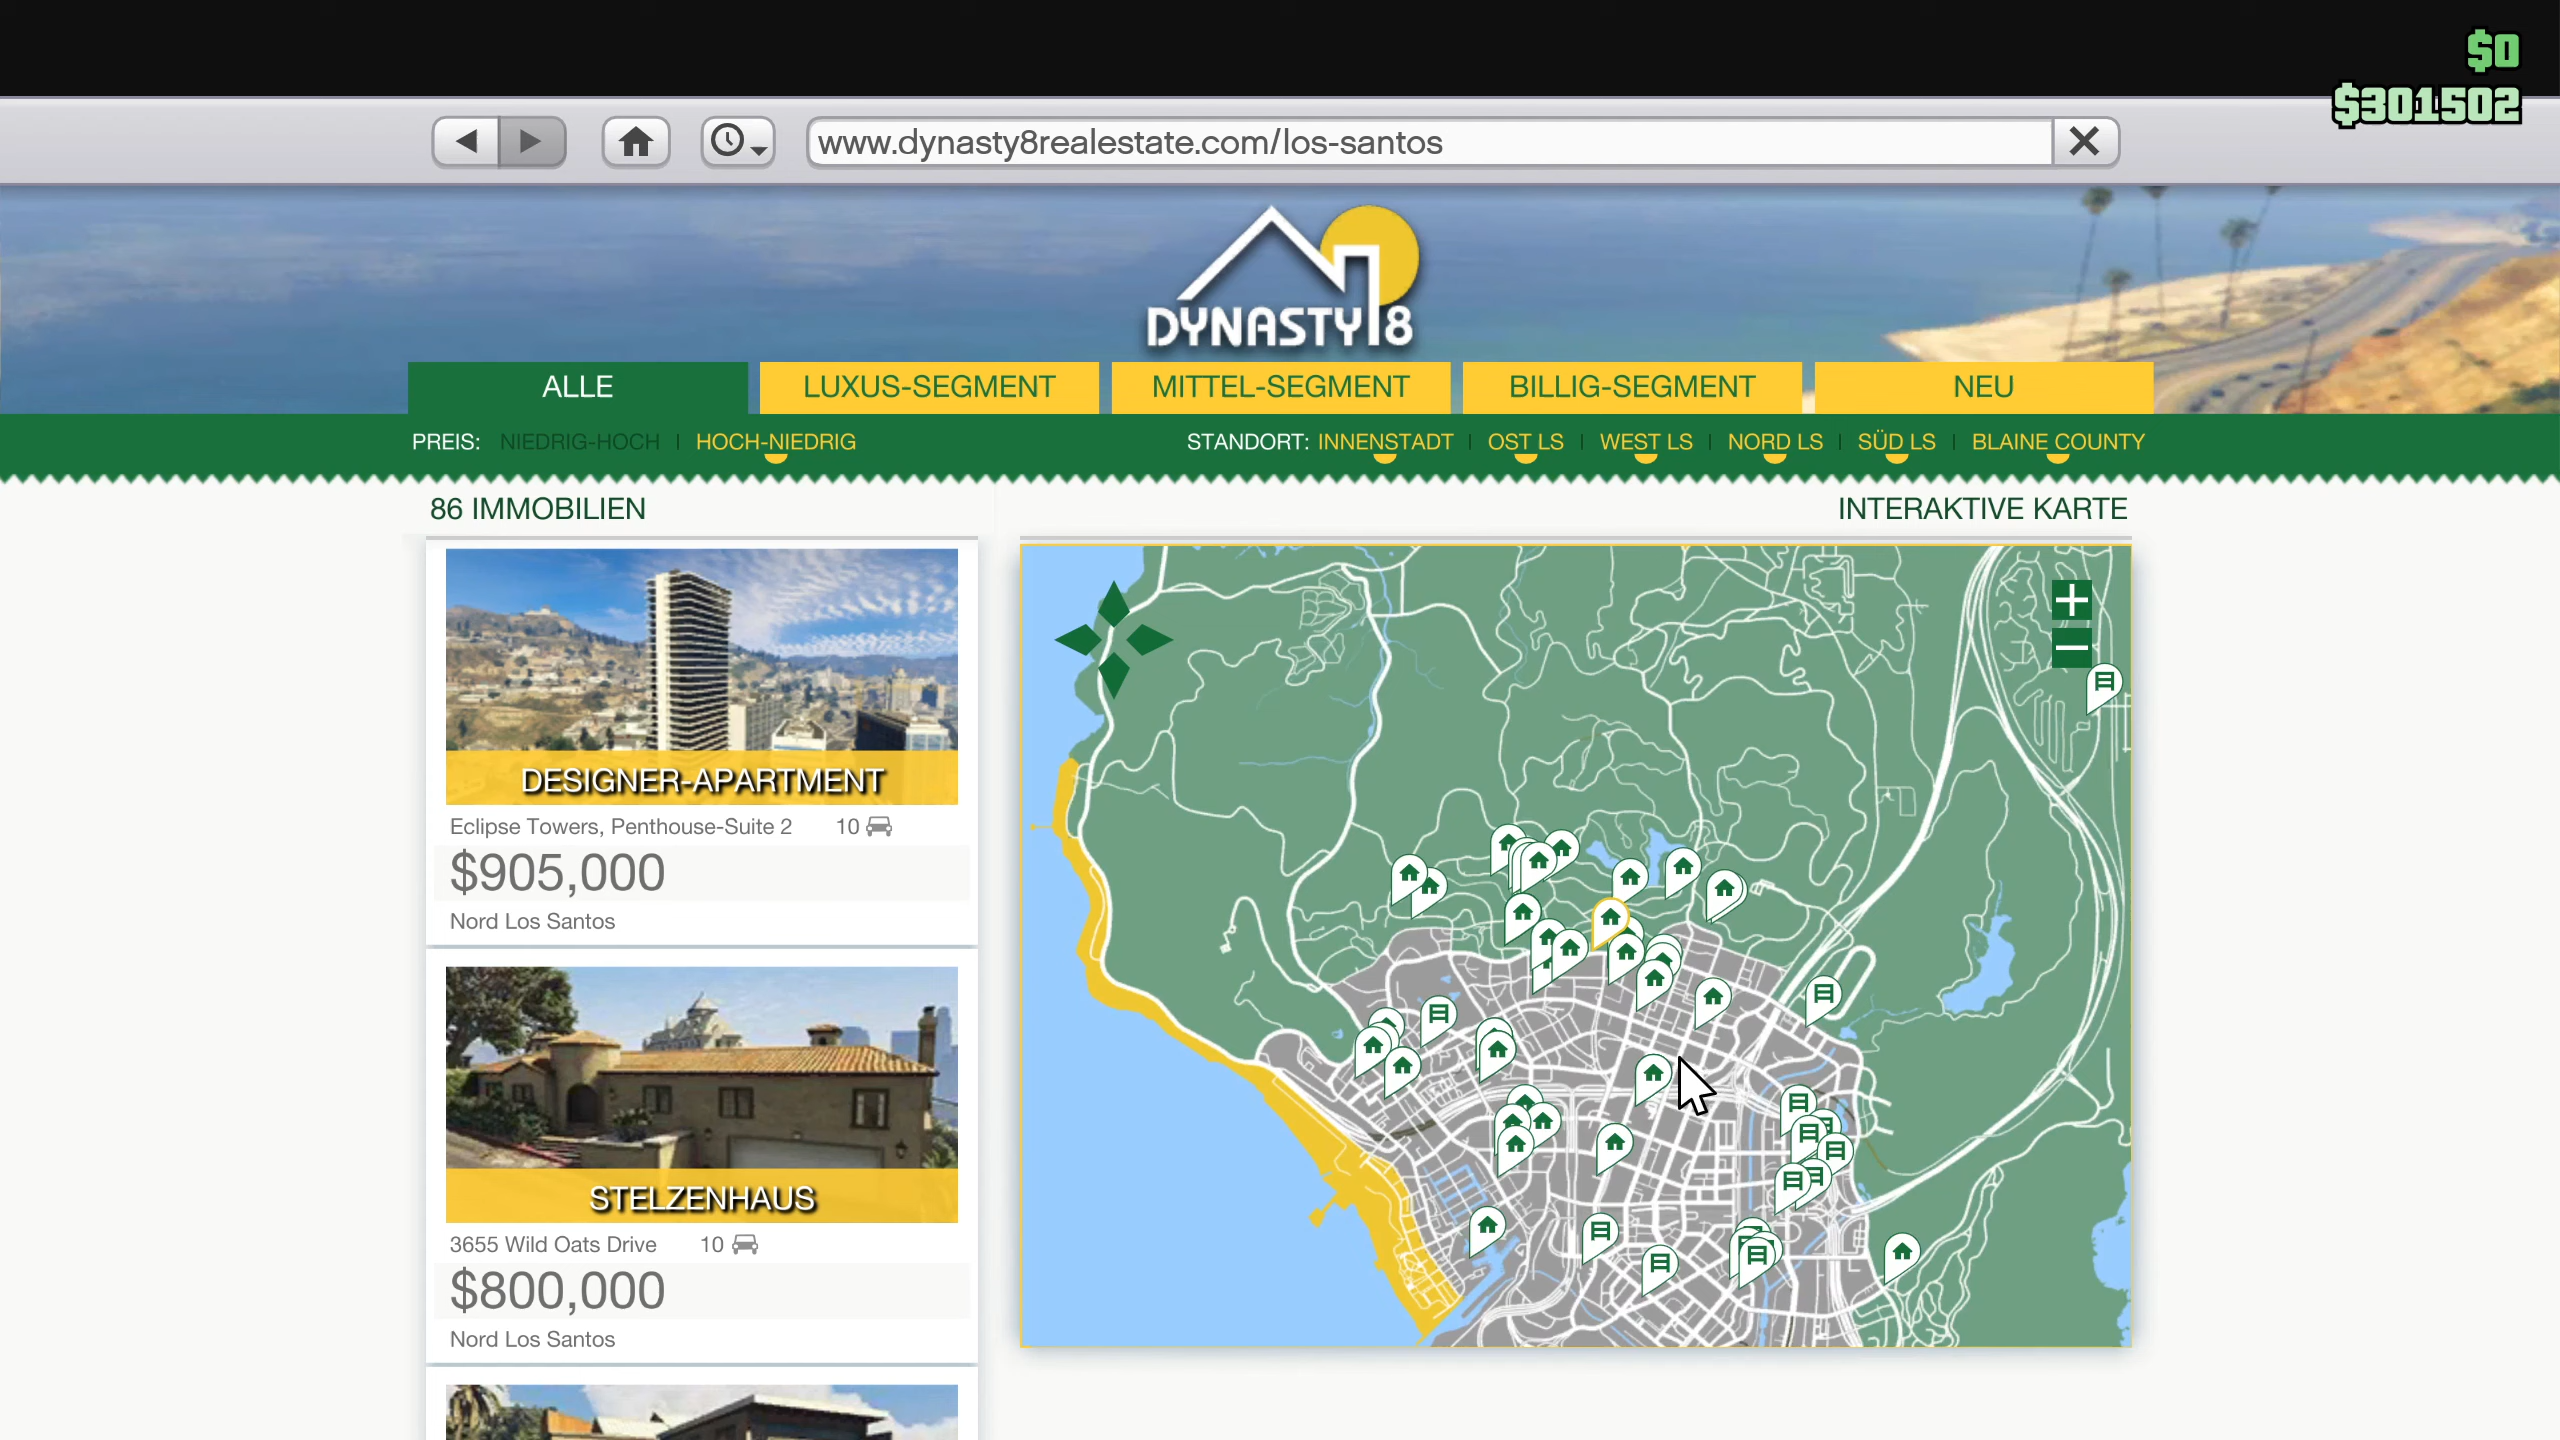 $0
$301502
www.dynasty8realestate.com/los-santos
DYNASTY 8
ALLE
LUXUS-SEGMENT
MITTEL-SEGMENT
BILLIG-SEGMENT
NEU
PREIS: NIEDRIG-HOCH | HOCH-NIEDRIG
STANDORT: INNENSTADT | OST LS | WEST LS | NORD LS | SÜD LS | BLAINE COUNTY
86 IMMOBILIEN
INTERAKTIVE KARTE
DESIGNER-APARTMENT
Eclipse Towers, Penthouse-Suite 2 10
$905,000
Nord Los Santos
STELZENHAUS
3655 Wild Oats Drive 10
$800,000
Nord Los Santos